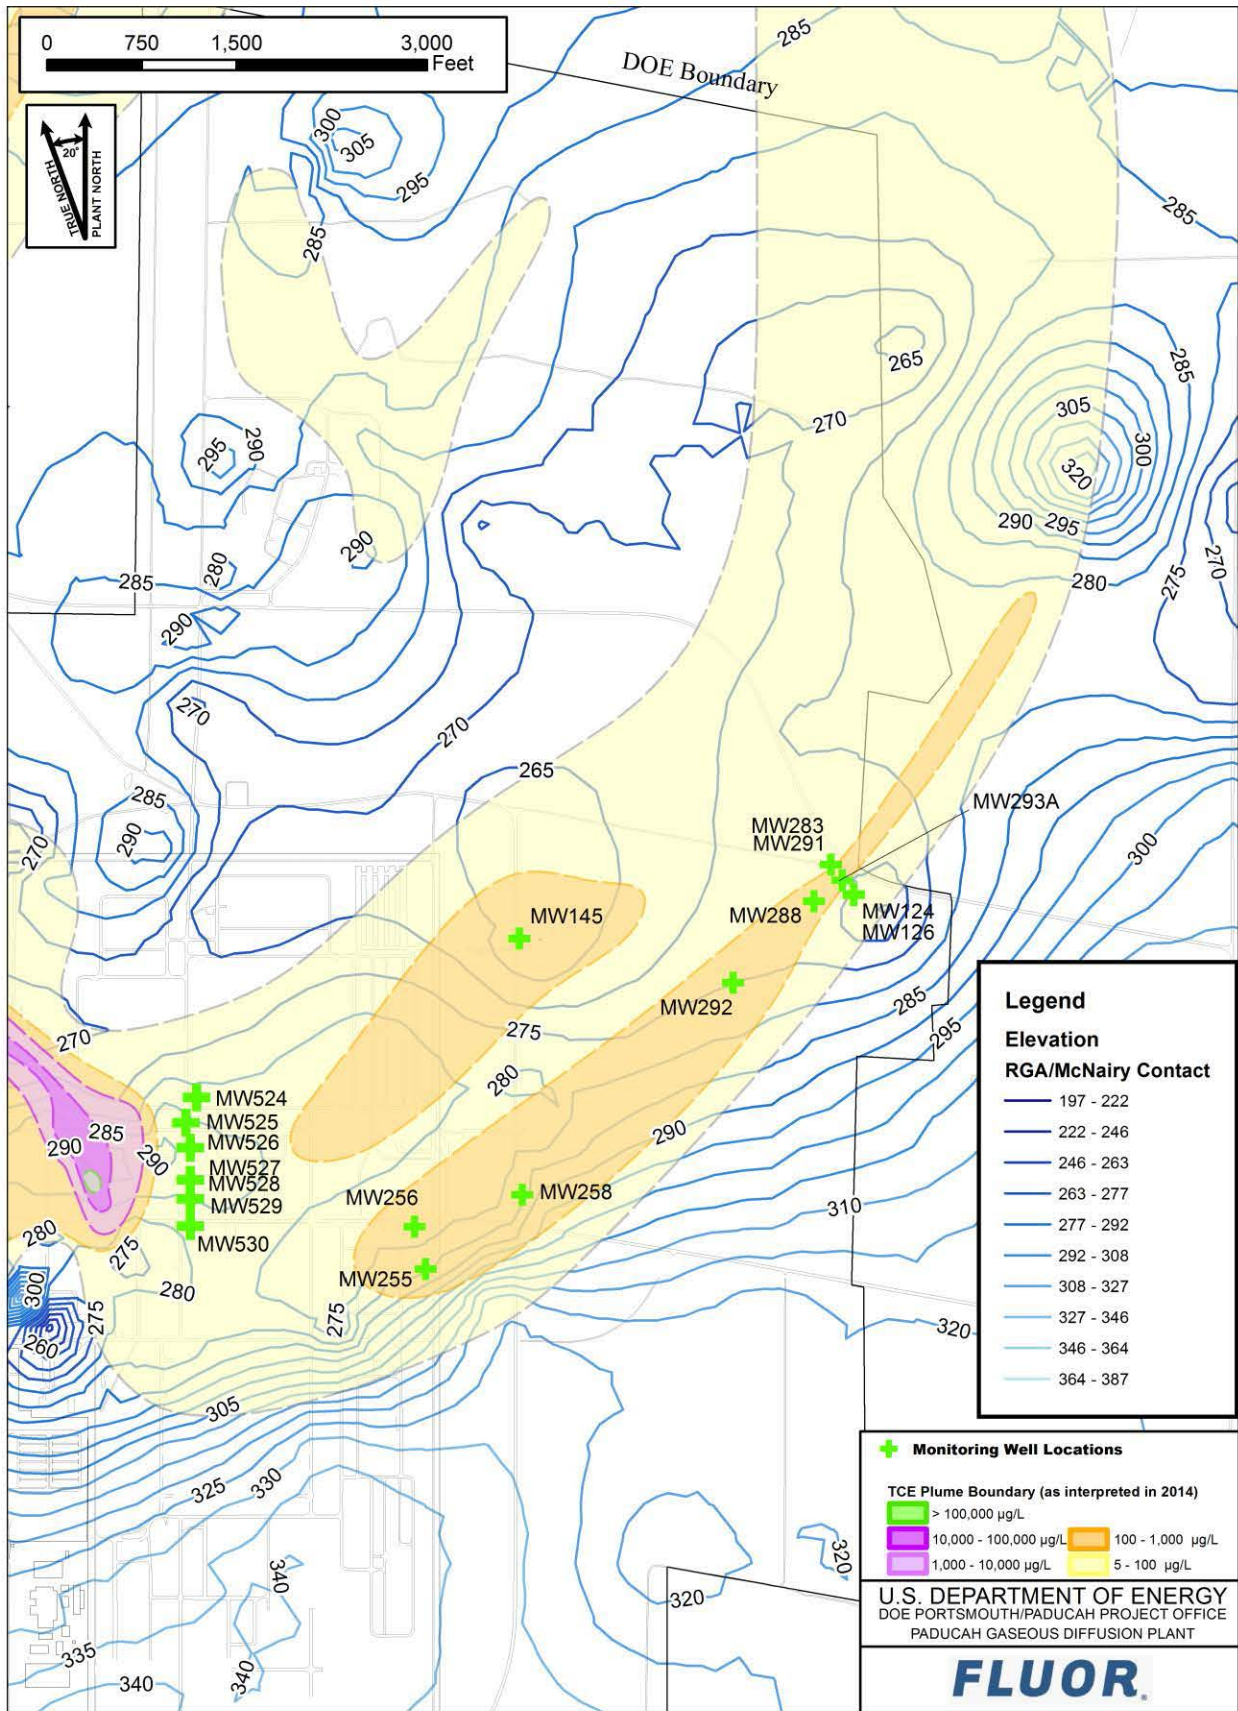 0 750 1,500 3,000
Feet
DOE Boundary
285
TRUE NORTH
20°
PLANT NORTH
300
305
295
285
285
265
285
270
305
295
290
300
320
290
295
290
280
285
280
275
270
290
270
270
265
285
290
270
MW293A
MW283
MW291
300
MW145
MW288
MW124
MW126
MW292
285
295
275
270
280
MW524
MW525
285
290
MW526
290
MW527
MW528
MW529
MW530
290
MW256
MW258
310
MW255
280
275
300
280
275
275
260
320
305
325
330
340
320
320
335
340
340
Legend
Elevation
RGA/McNairy Contact
197 - 222
222 - 246
246 - 263
263 - 277
277 - 292
292 - 308
308 - 327
327 - 346
346 - 364
364 - 387
Monitoring Well Locations
TCE Plume Boundary (as interpreted in 2014)
> 100,000 µg/L
10,000 - 100,000 µg/L 100 - 1,000 µg/L
1,000 - 10,000 µg/L 5 - 100 µg/L
U.S. DEPARTMENT OF ENERGY
DOE PORTSMOUTH/PADUCAH PROJECT OFFICE
PADUCAH GASEOUS DIFFUSION PLANT
FLUOR®